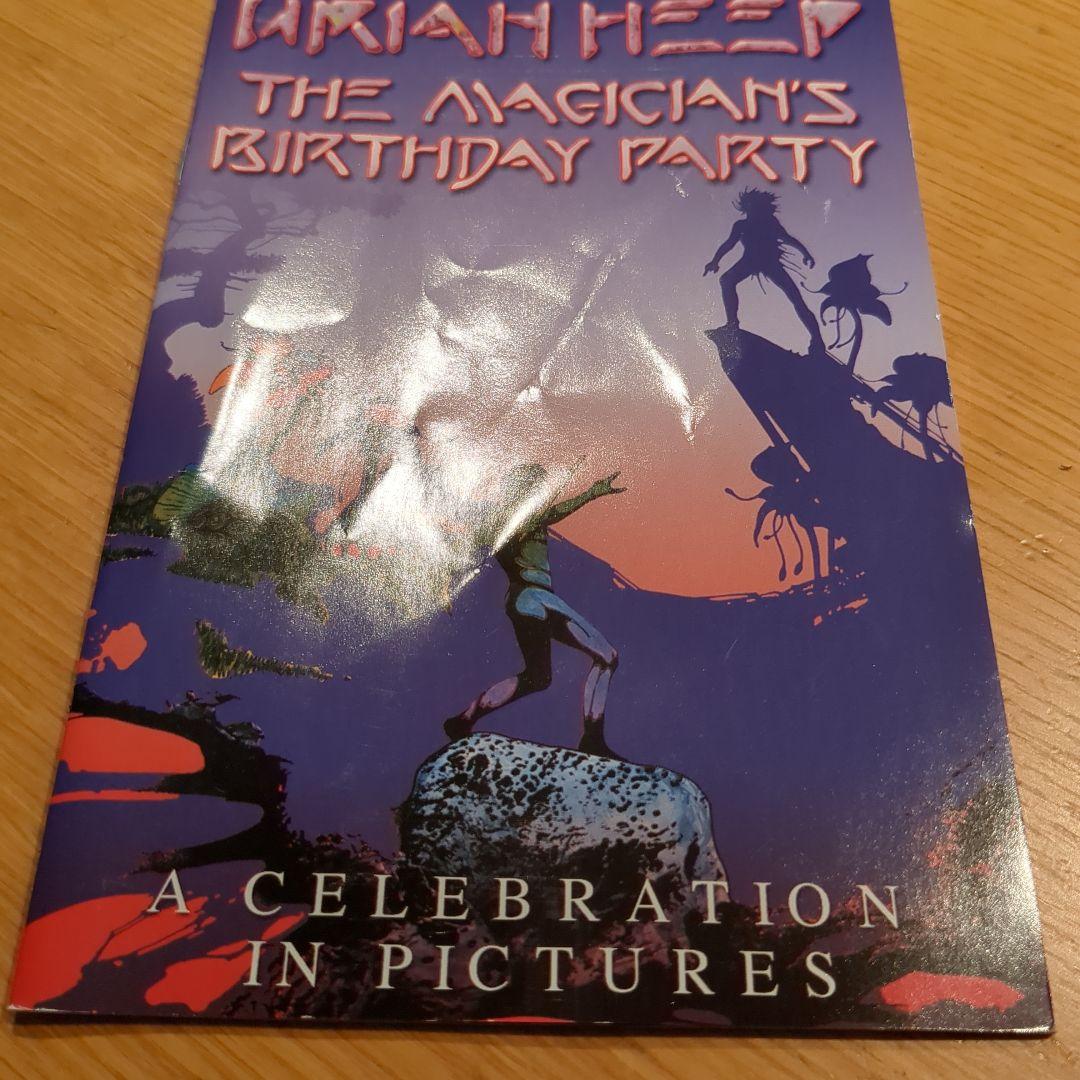 URIAH HEEP
THE MAGICIAN'S
BIRTHDAY PARTY
A CELEBRATION
IN PICTURES